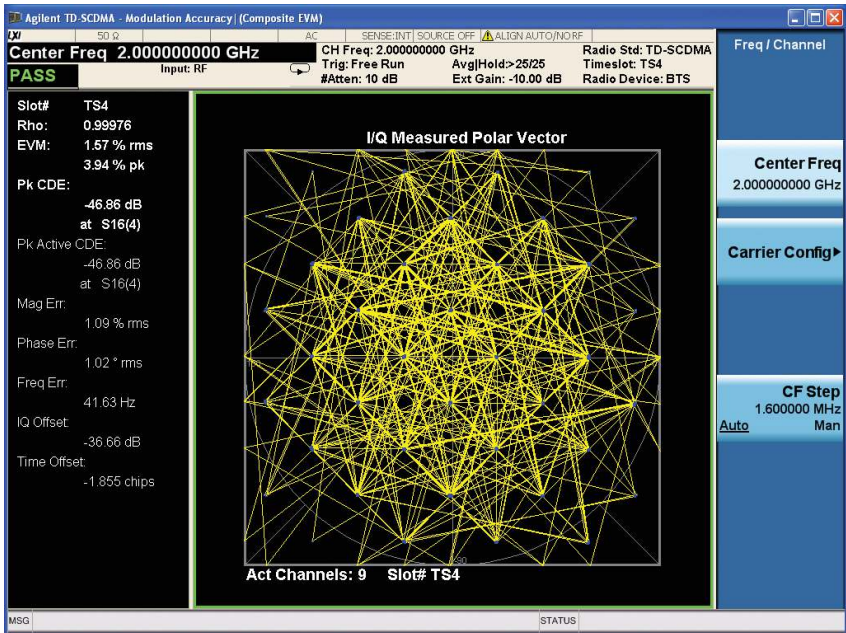 Agilent TD-SCDMA - Modulation Accuracy (Composite EVM)
LXI 50 Ω AC SENSE:INT SOURCE OFF ALIGN AUTO/NO RF
Center Freq 2.000000000 GHz
PASS
Input: RF
CH Freq: 2.000000000 GHz
Trig: Free Run Avg|Hold:>25/25
#Atten: 10 dB Ext Gain: -10.00 dB
Radio Std: TD-SCDMA
Timeslot: TS4
Radio Device: BTS
Freq / Channel
Slot# TS4
Rho: 0.99976
EVM: 1.57 % rms
3.94 % pk
Pk CDE:
-46.86 dB
at S16(4)
Pk Active CDE:
-46.86 dB
at S16(4)
Mag Err:
1.09 % rms
Phase Err:
1.02 ° rms
Freq Err:
41.63 Hz
IQ Offset:
-36.66 dB
Time Offset:
-1.855 chips
I/Q Measured Polar Vector
-90
Act Channels: 9 Slot# TS4
Center Freq
2.000000000 GHz
Carrier Config
CF Step
1.600000 MHz
Auto Man
MSG
STATUS